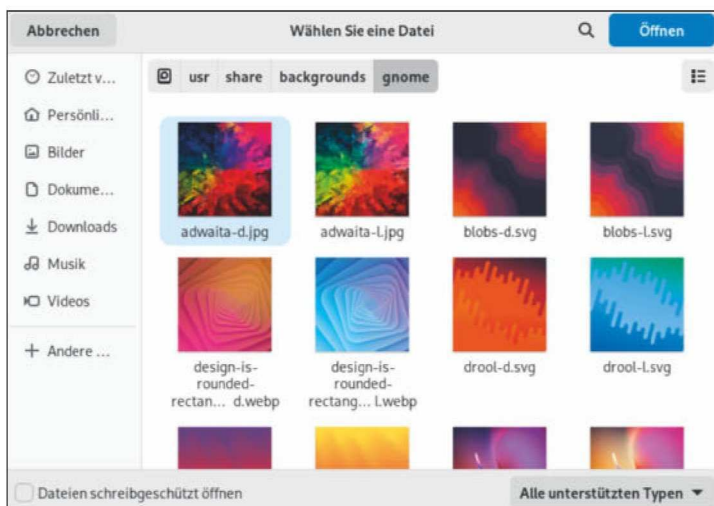 Abbrechen Wählen Sie eine Datei Öffnen
Zuletzt v...
Persönli...
Bilder
Dokume...
Downloads
Musik
Videos
Andere ...
usr share backgrounds gnome
adwaita-d.jpg adwaita-l.jpg blobs-d.svg blobs-l.svg
design-is-
rounded-
rectan... d.webp
design-is-
rounded-
rectang... l.webp
drool-d.svg drool-l.svg
Dateien schreibgeschützt öffnen Alle unterstützten Typen